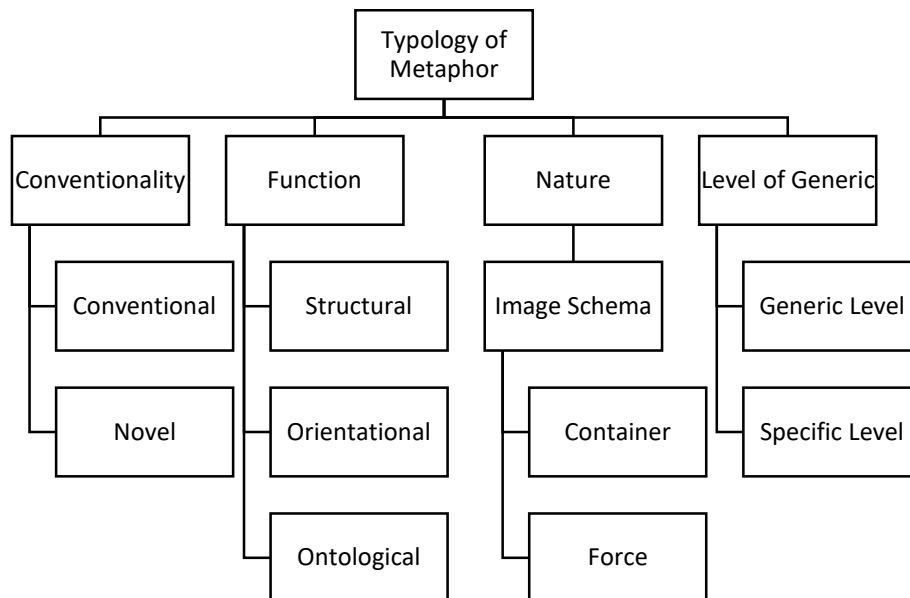 Typology of
Metaphor
Conventionality
Function
Nature
Level of Generic
Conventional
Structural
Image Schema
Generic Level
Novel
Orientational
Container
Specific Level
Ontological
Force